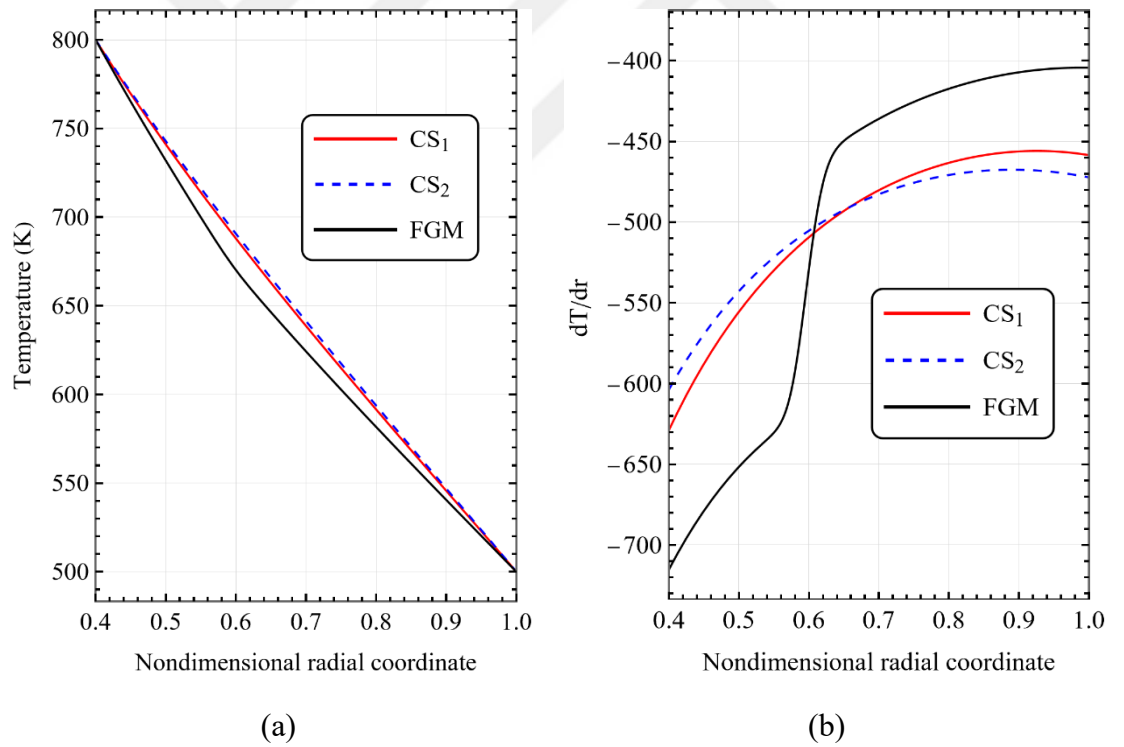 800
750
700
650
600
550
500
Temperature (K)
CS1
CS2
FGM
0.4 0.5 0.6 0.7 0.8 0.9 1.0
Nondimensional radial coordinate
(a)
−400
−450
−500
−550
−600
−650
−700
dT/dr
CS1
CS2
FGM
0.4 0.5 0.6 0.7 0.8 0.9 1.0
Nondimensional radial coordinate
(b)